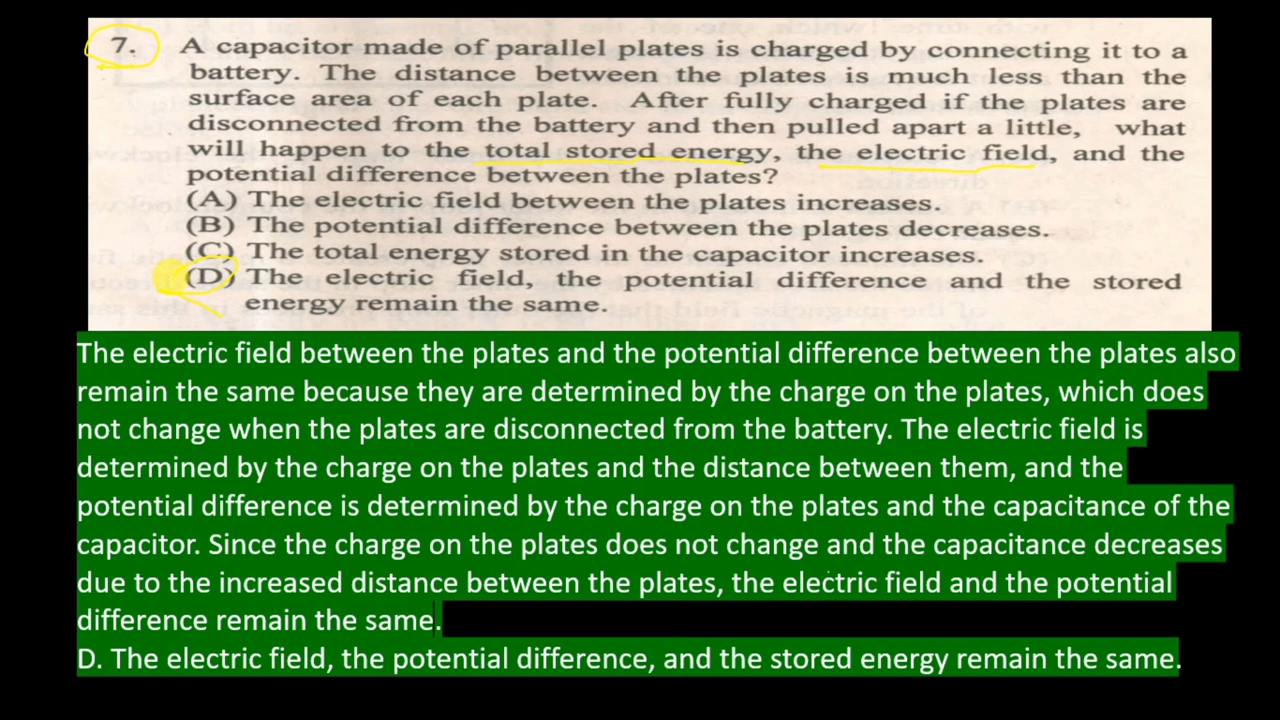 7. A capacitor made of parallel plates is charged by connecting it to a
battery. The distance between the plates is much less than the
surface area of each plate. After fully charged if the plates are
disconnected from the battery and then pulled apart a little, what
will happen to the total stored energy, the electric field, and the
potential difference between the plates?
(A) The electric field between the plates increases.
(B) The potential difference between the plates decreases.
(C) The total energy stored in the capacitor increases.
(D) The electric field, the potential difference and the stored
energy remain the same.
The electric field between the plates and the potential difference between the plates also
remain the same because they are determined by the charge on the plates, which does
not change when the plates are disconnected from the battery. The electric field is
determined by the charge on the plates and the distance between them, and the
potential difference is determined by the charge on the plates and the capacitance of the
capacitor. Since the charge on the plates does not change and the capacitance decreases
due to the increased distance between the plates, the electric field and the potential
difference remain the same.
D. The electric field, the potential difference, and the stored energy remain the same.